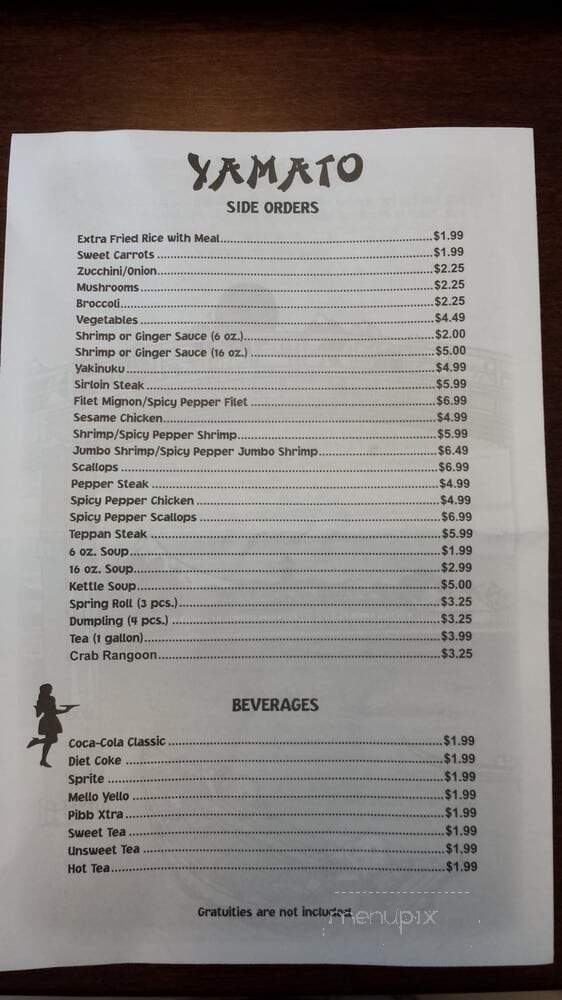 YAMATO
SIDE ORDERS
Extra Fried Rice with Meal $1.99
Sweet Carrots $1.99
Zucchini/Onion $2.25
Mushrooms $2.25
Broccoli $2.25
Vegetables $4.49
Shrimp or Ginger Sauce (6 oz.) $2.00
Shrimp or Ginger Sauce (16 oz.) $5.00
Yakinuku $4.99
Sirloin Steak $5.99
Filet Mignon/Spicy Pepper Filet $6.99
Sesame Chicken $4.99
Shrimp/Spicy Pepper Shrimp $5.99
Jumbo Shrimp/Spicy Pepper Jumbo Shrimp $6.49
Scallops $6.99
Pepper Steak $4.99
Spicy Pepper Chicken $4.99
Spicy Pepper Scallops $6.99
Teppan Steak $5.99
6 oz. Soup $1.99
16 oz. Soup $2.99
Kettle Soup $5.00
Spring Roll (3 pcs.) $3.25
Dumpling (4 pcs.) $3.25
Tea (1 gallon) $3.99
Crab Rangoon $3.25
BEVERAGES
Coca-Cola Classic $1.99
Diet Coke $1.99
Sprite $1.99
Mello Yello $1.99
Pibb Xtra $1.99
Sweet Tea $1.99
Unsweet Tea $1.99
Hot Tea $1.99
Gratuities are not included
menupix